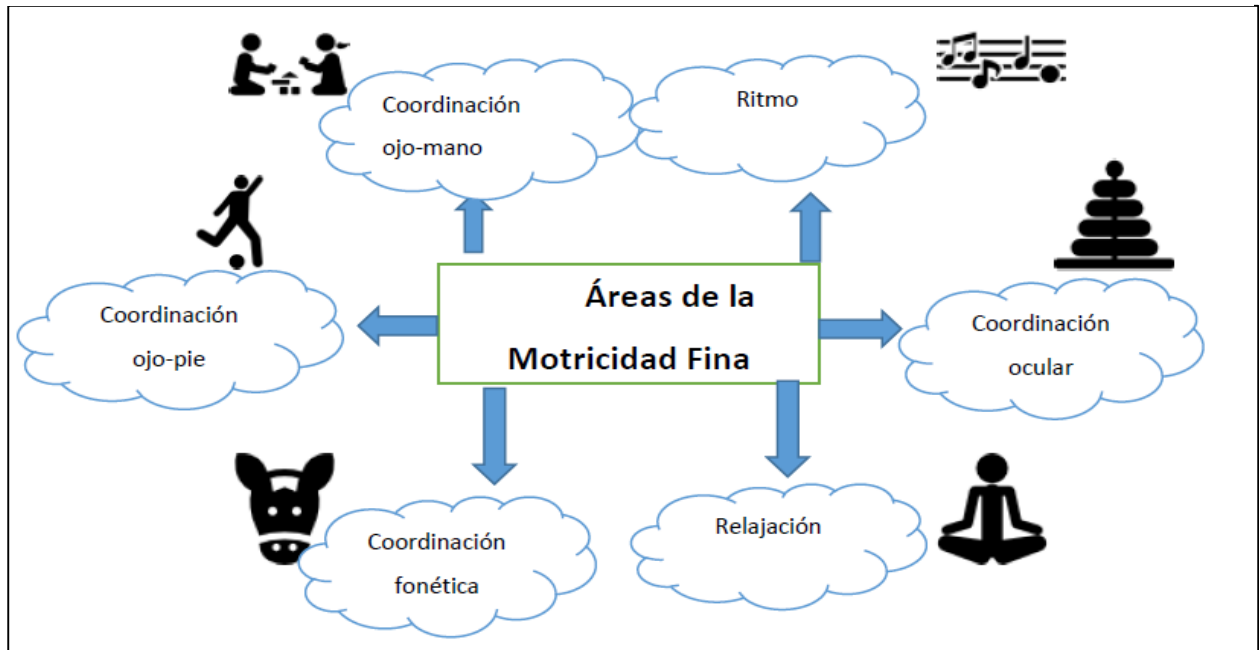 Coordinación
ojo-mano
Ritmo
Coordinación
ojo-pie
Áreas de la
Motricidad Fina
Coordinación
ocular
Coordinación
fonética
Relajación